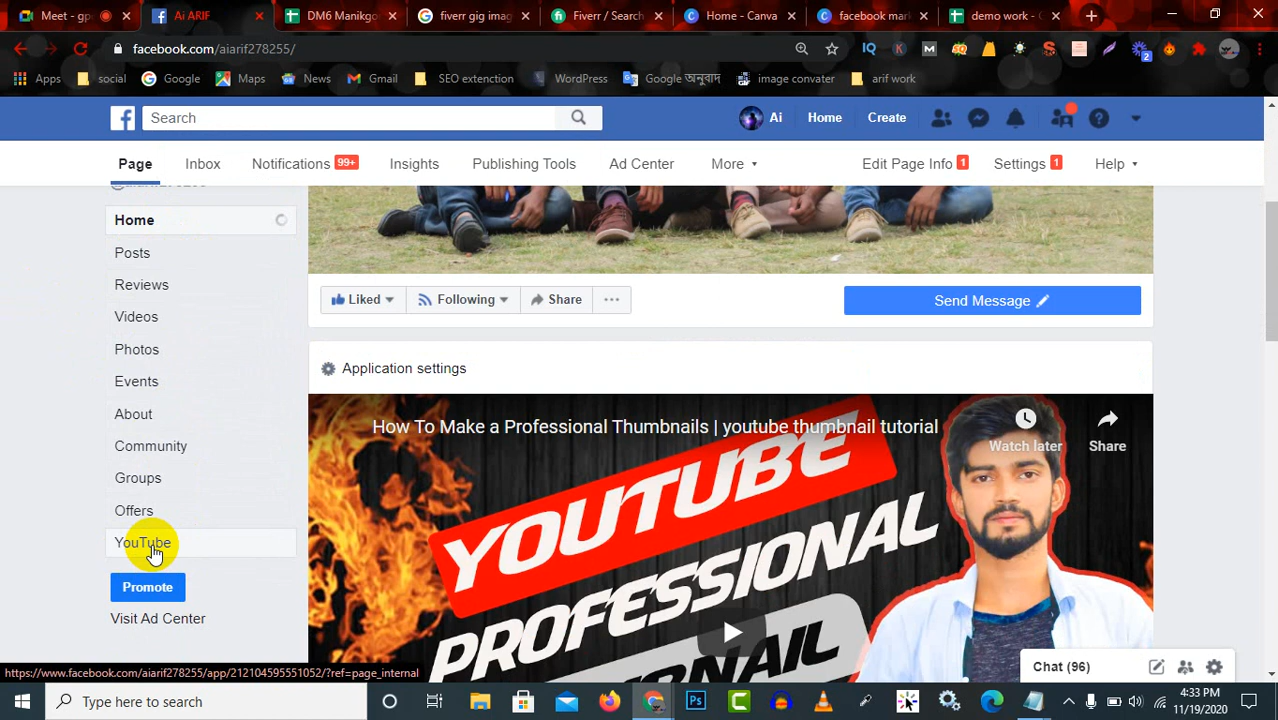 Meet - gp
Ai ARIF
DM6 Manikgo
fiverr gig imag
Fiverr / Search
Home - Canva
facebook mark
demo work - G
facebook.com/aiarif278255/
Apps
social
Google
Maps
News
Gmail
SEO extenction
WordPress
Google অনুবাদ
image convater
arif work
Search
Ai
Home
Create
Page
Inbox
Notifications 99+
Insights
Publishing Tools
Ad Center
More
Edit Page Info 1
Settings 1
Help
@aiarif278255
Home
Posts
Reviews
Videos
Photos
Events
About
Community
Groups
Offers
YouTube
Promote
Visit Ad Center
Liked
Following
Share
Send Message
Application settings
How To Make a Professional Thumbnails | youtube thumbnail tutorial
Watch later
Share
YOUTUBE
PROFESSIONAL
https://www.facebook.com/aiarif278255/app/212104595551052/?ref=page_internal
Chat (96)
Type here to search
4:33 PM
11/19/2020